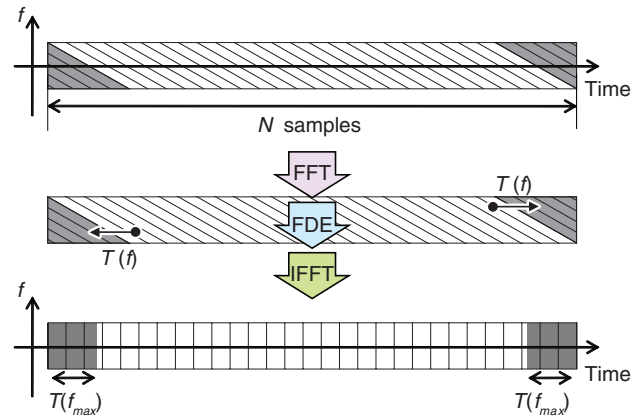 f
Time
N samples
FFT
T (f)
FDE
T (f)
IFFT
f
Time
T(fmax)
T(fmax)